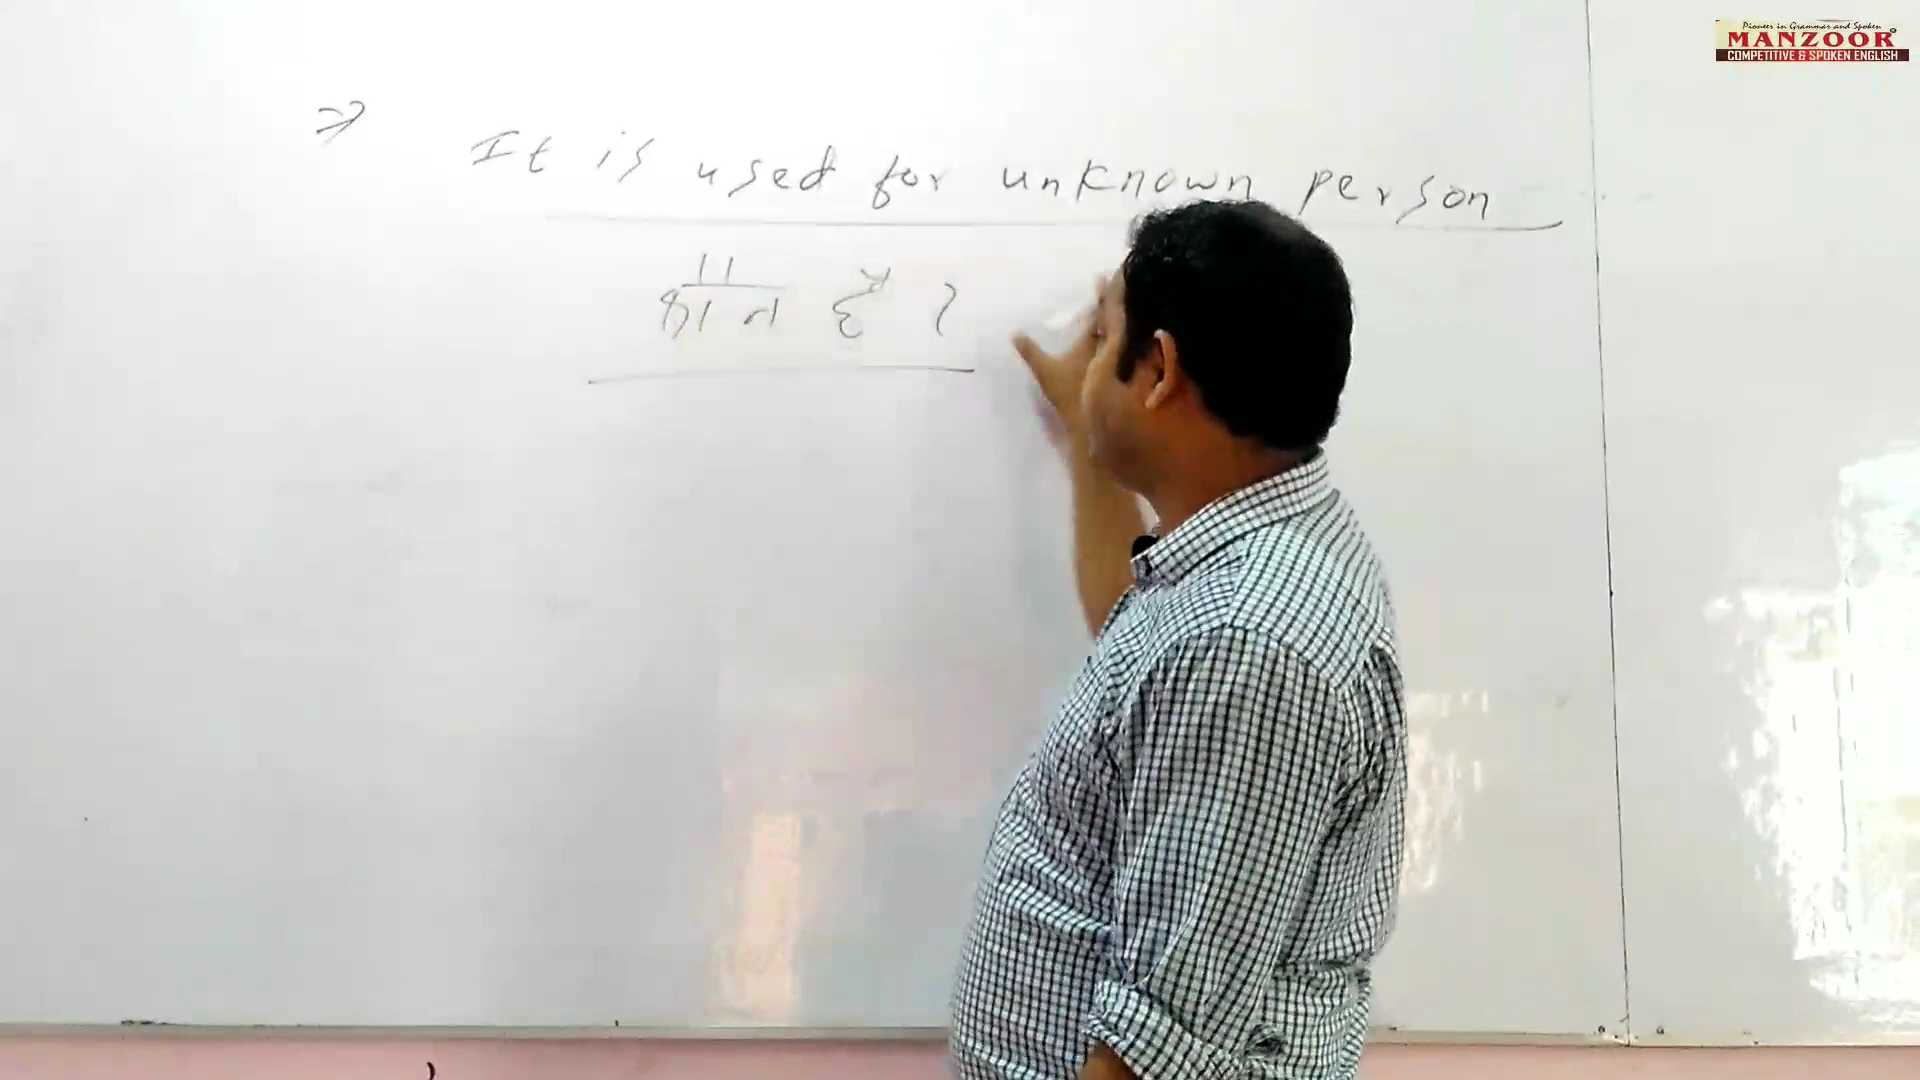 Pioneer in Grammar and Spoken
MANZOOR
COMPETITIVE & SPOKEN ENGLISH
⇒ It is used for unknown person
कौन है ?